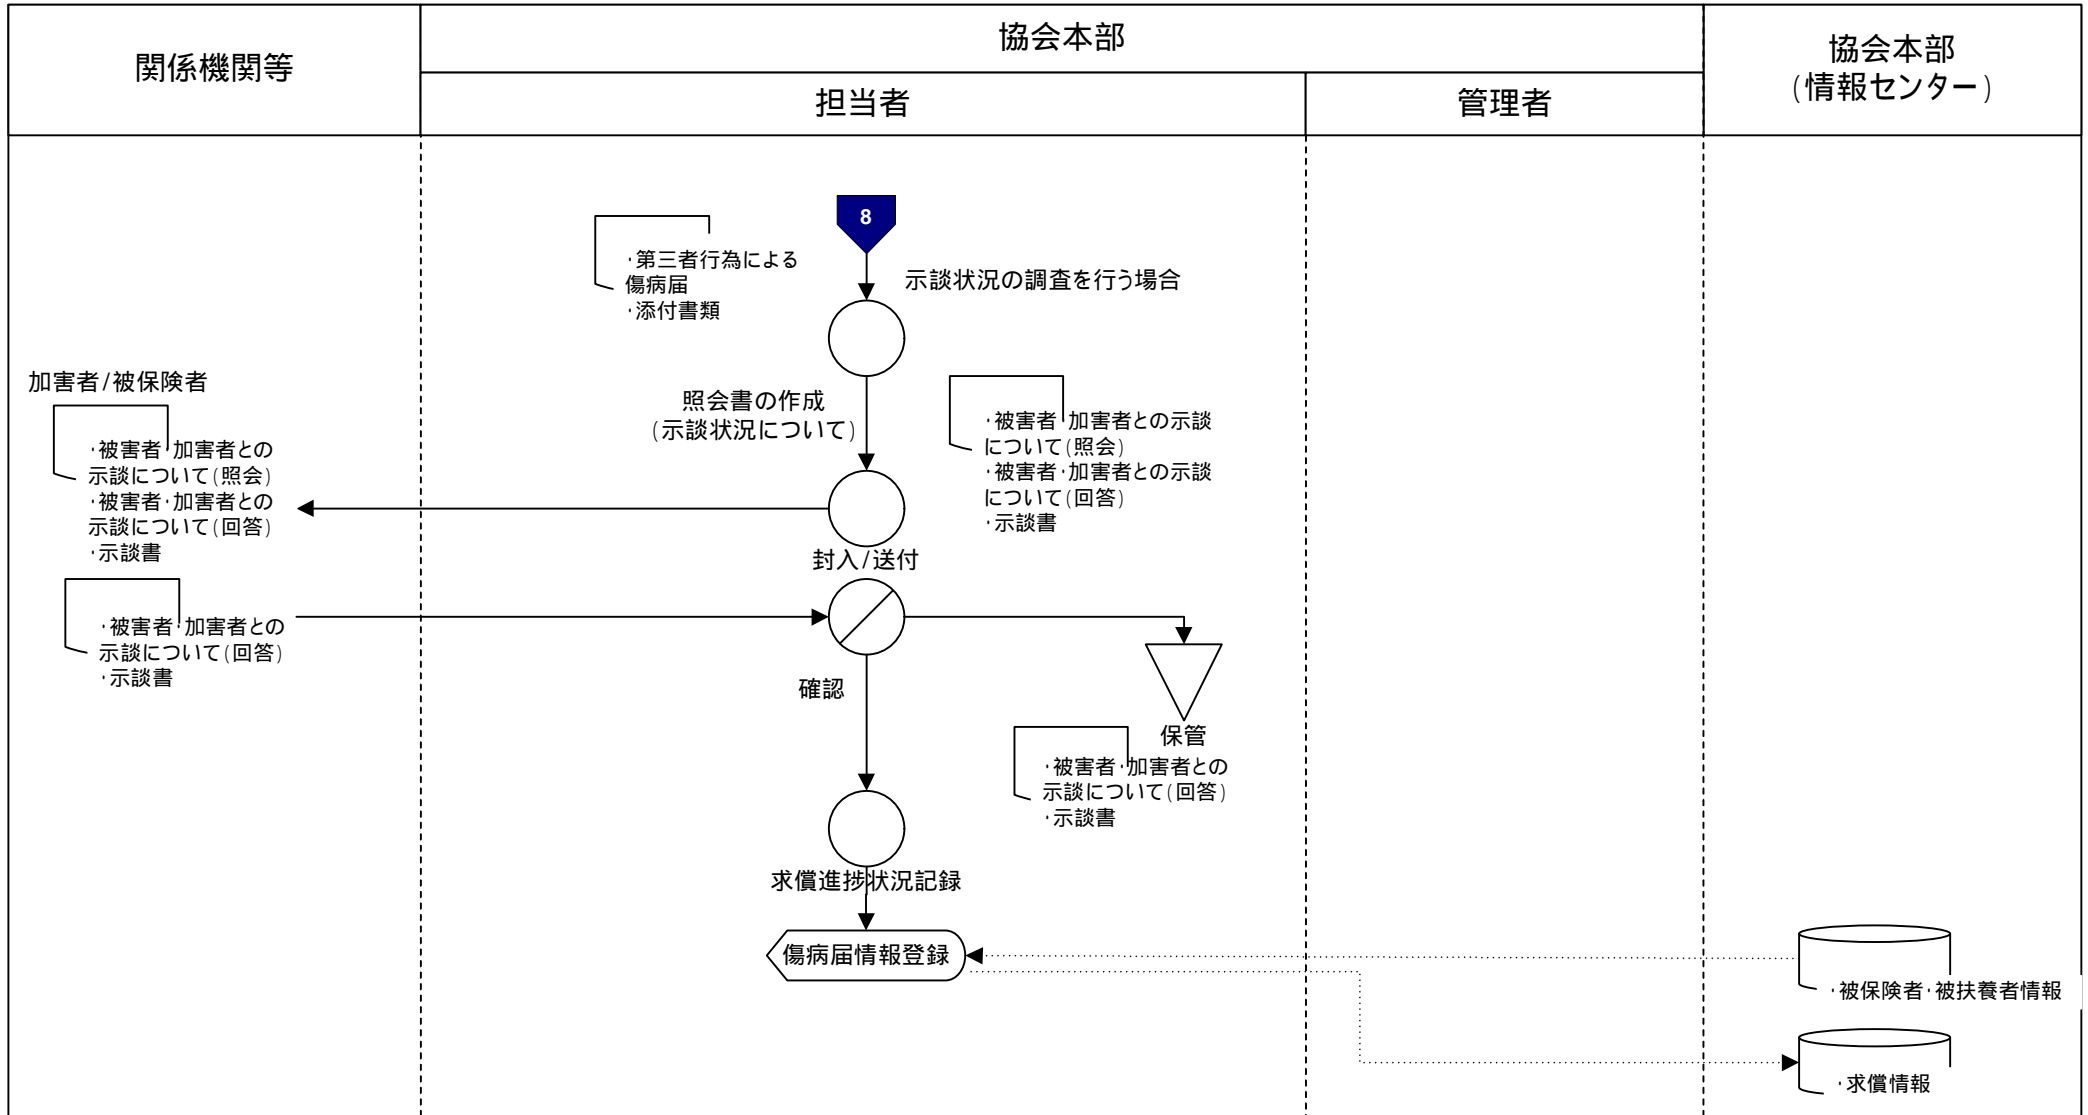 関係機関等
協会本部
担当者
管理者
協会本部
(情報センター)
8
・第三者行為による
傷病届
・添付書類
示談状況の調査を行う場合
加害者/被保険者
・被害者・加害者との
示談について(照会)
・被害者・加害者との
示談について(回答)
・示談書
照会書の作成
(示談状況について)
・被害者・加害者との示談
について(照会)
・被害者・加害者との示談
について(回答)
・示談書
封入/送付
・被害者・加害者との
示談について(回答)
・示談書
確認
保管
・被害者・加害者との
示談について(回答)
・示談書
求償進捗状況記録
傷病届情報登録
・被保険者・被扶養者情報
・求償情報